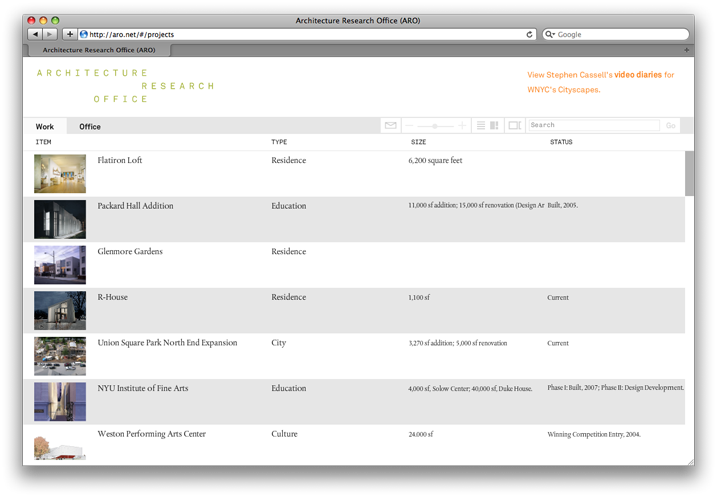 Architecture Research Office (ARO)
http://aro.net/#/projects
Google
Architecture Research Office (ARO)
ARCHITECTURE
RESEARCH
OFFICE
View Stephen Cassell's video diaries for
WNYC's Cityscapes.
Work Office Search Go
ITEM TYPE SIZE STATUS
Flatiron Loft Residence 6,200 square feet
Packard Hall Addition Education 11,000 sf addition; 15,000 sf renovation (Design Ar Built, 2005.
Glenmore Gardens Residence
R-House Residence 1,100 sf Current
Union Square Park North End Expansion City 3,270 sf addition; 5,000 sf renovation Current
NYU Institute of Fine Arts Education 4,000 sf, Solow Center; 40,000 sf, Duke House. Phase I: Built, 2007; Phase II: Design Development.
Weston Performing Arts Center Culture 24,000 sf Winning Competition Entry, 2004.